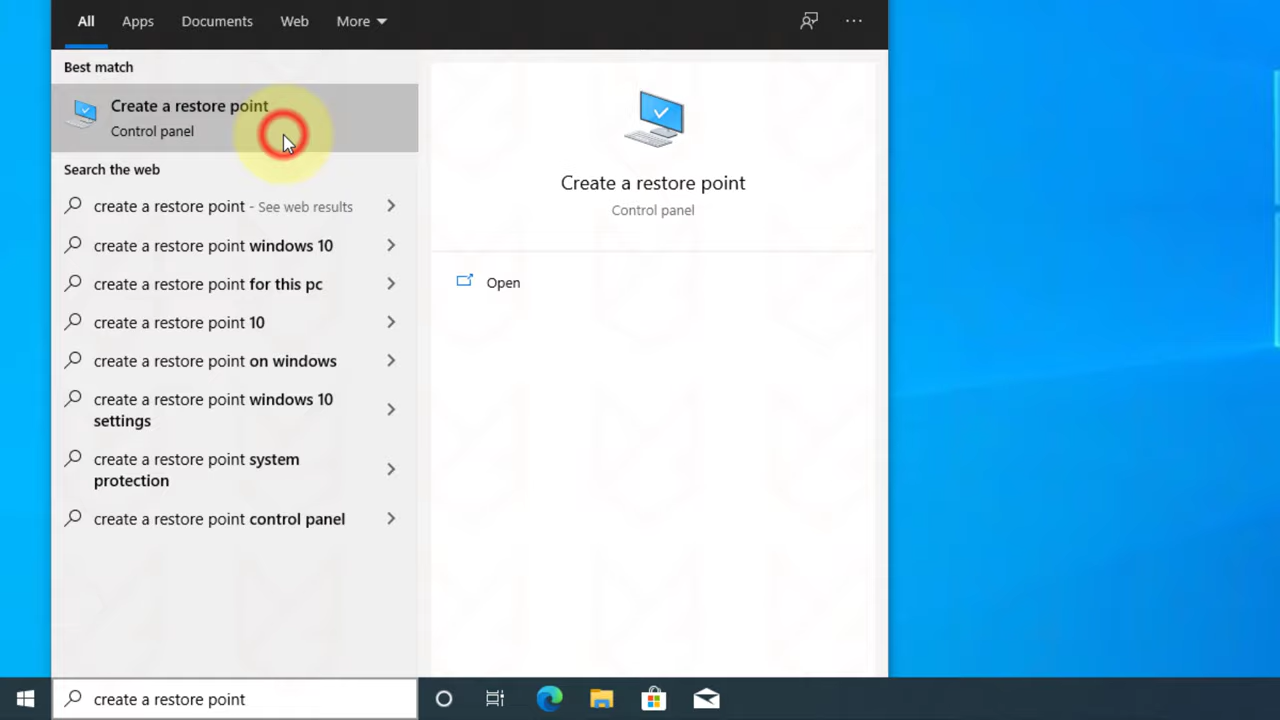 All Apps Documents Web More
Best match
Create a restore point
Control panel
Search the web
create a restore point - See web results
create a restore point windows 10
create a restore point for this pc
create a restore point 10
create a restore point on windows
create a restore point windows 10
settings
create a restore point system
protection
create a restore point control panel
Create a restore point
Control panel
Open
create a restore point